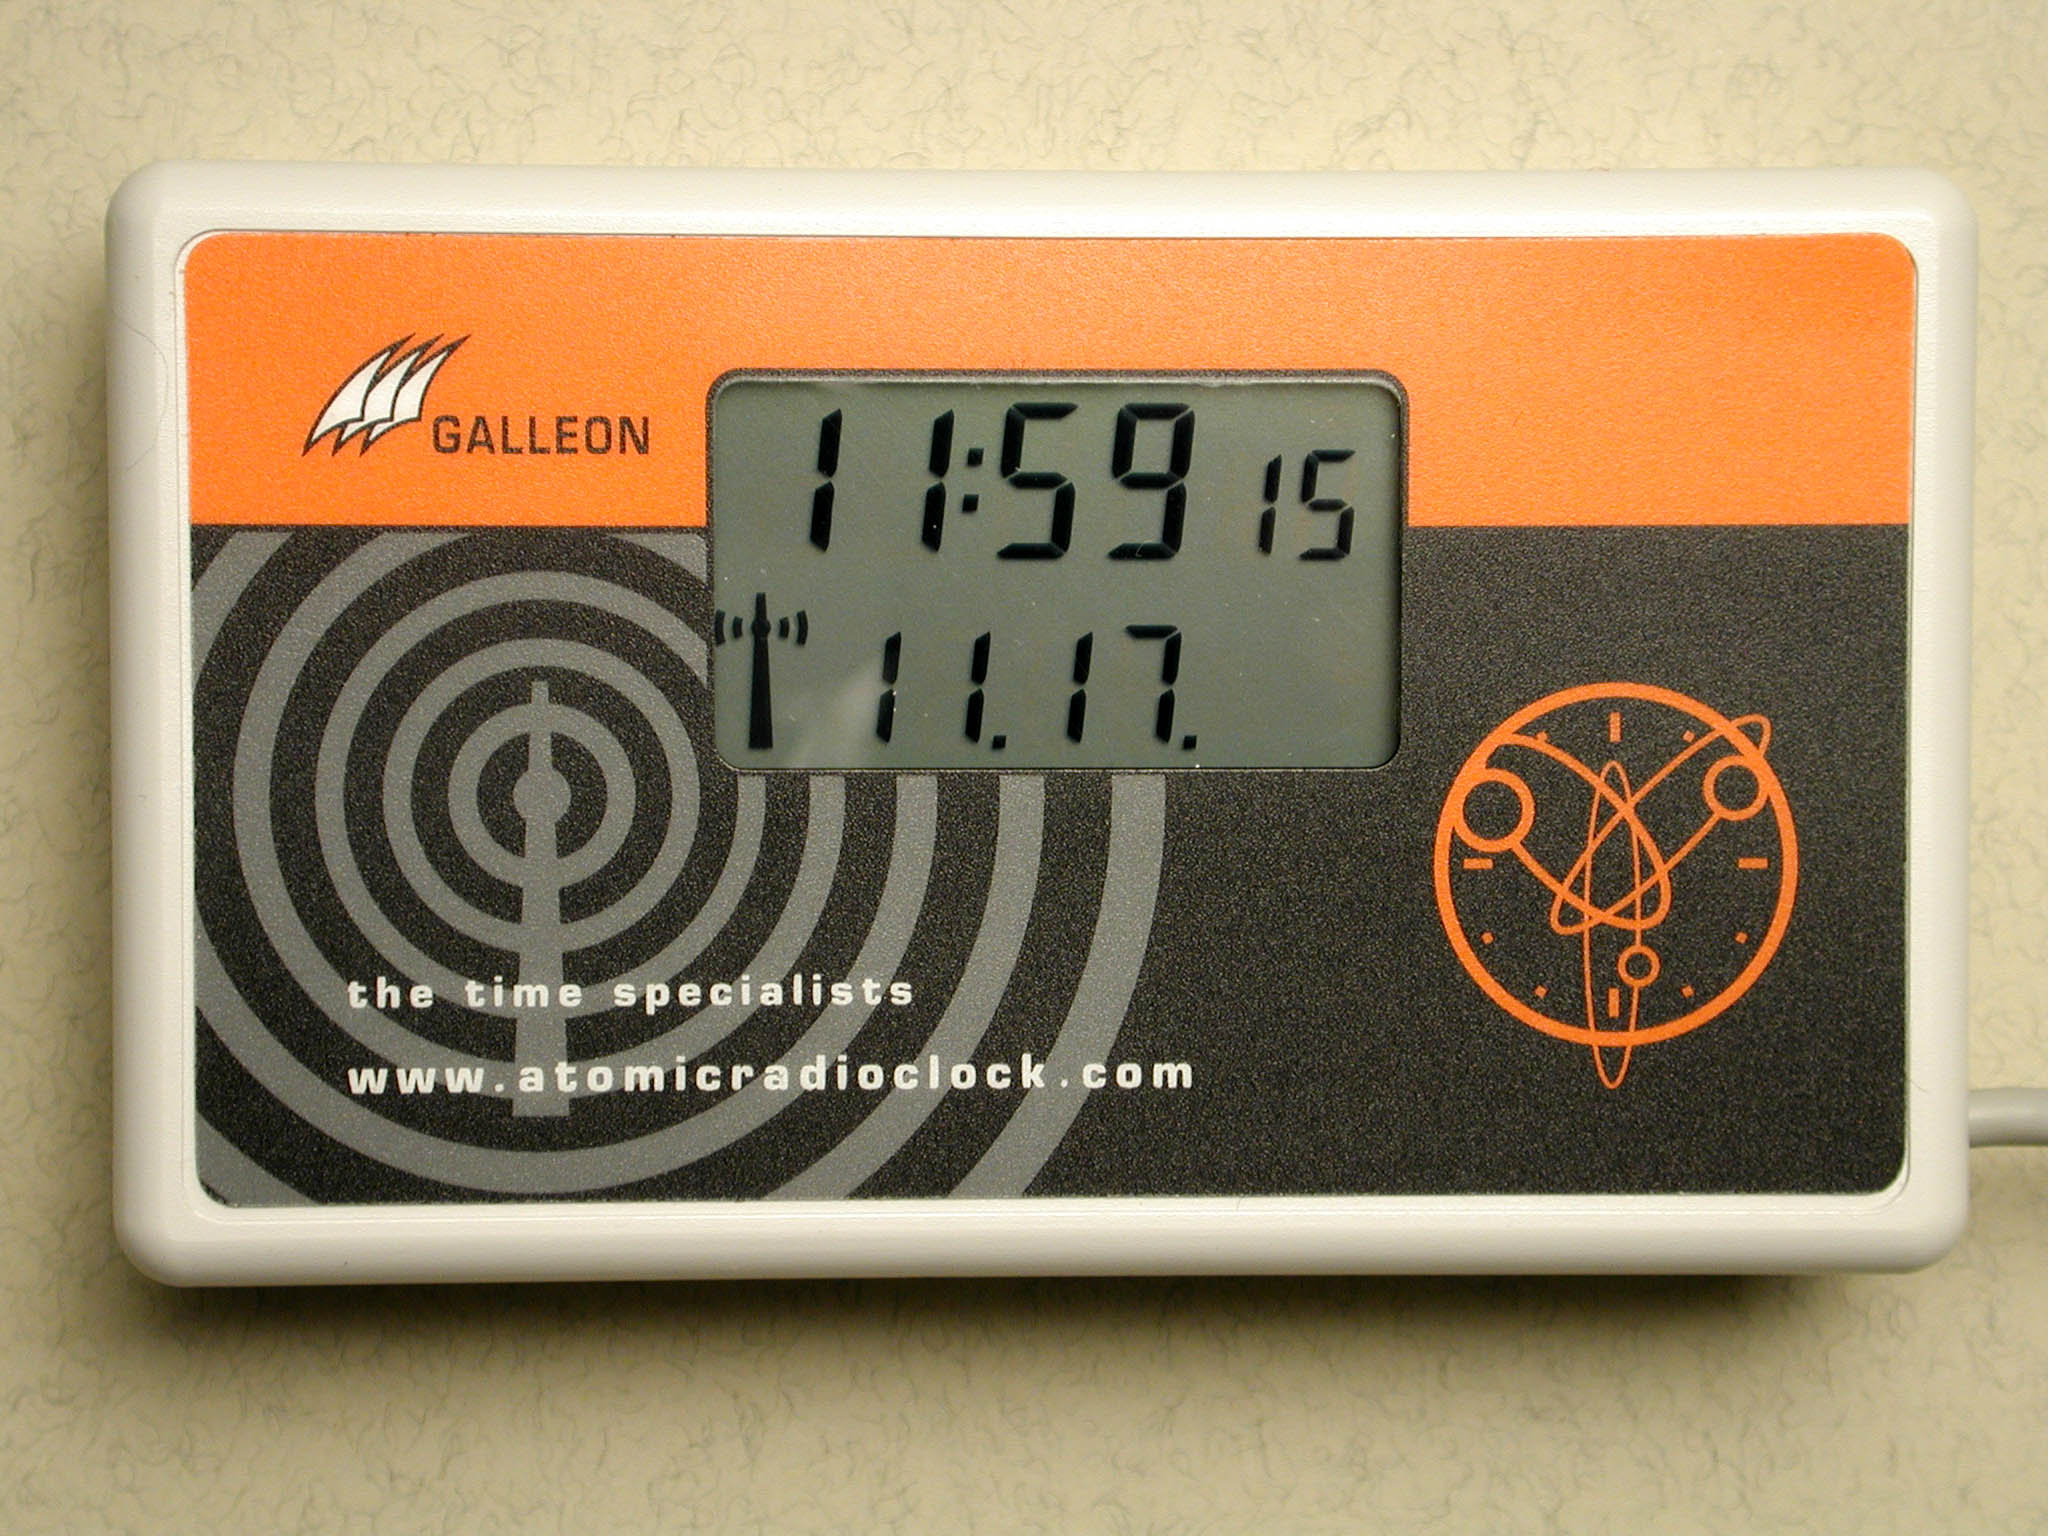 GALLEON
11:59 15
11.17.
the time specialists
www.atomicradioclock.com